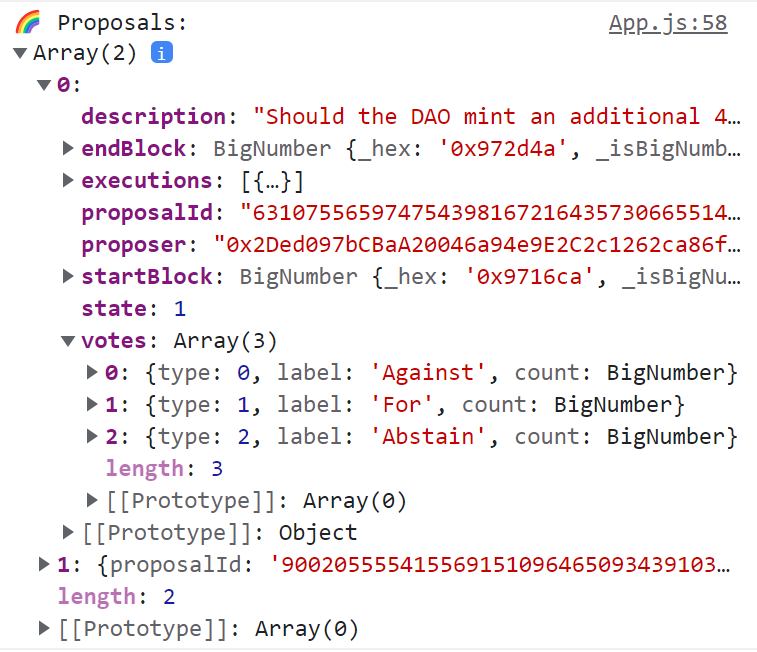 🌈 Proposals: App.js:58
▼Array(2) i
▼0:
description: "Should the DAO mint an additional 4…
▶endBlock: BigNumber {_hex: '0x972d4a', _isBigNumb…
▶executions: [{…}]
proposalId: "631075565974754398167216435730665514…
proposer: "0x2Ded097bCBaA20046a94e9E2C2c1262ca86f…
▶startBlock: BigNumber {_hex: '0x9716ca', _isBigNu…
state: 1
▼votes: Array(3)
▶0: {type: 0, label: 'Against', count: BigNumber}
▶1: {type: 1, label: 'For', count: BigNumber}
▶2: {type: 2, label: 'Abstain', count: BigNumber}
length: 3
▶[[Prototype]]: Array(0)
▶[[Prototype]]: Object
▶1: {proposalId: '90020555541556915109646509343910​3…
length: 2
▶[[Prototype]]: Array(0)